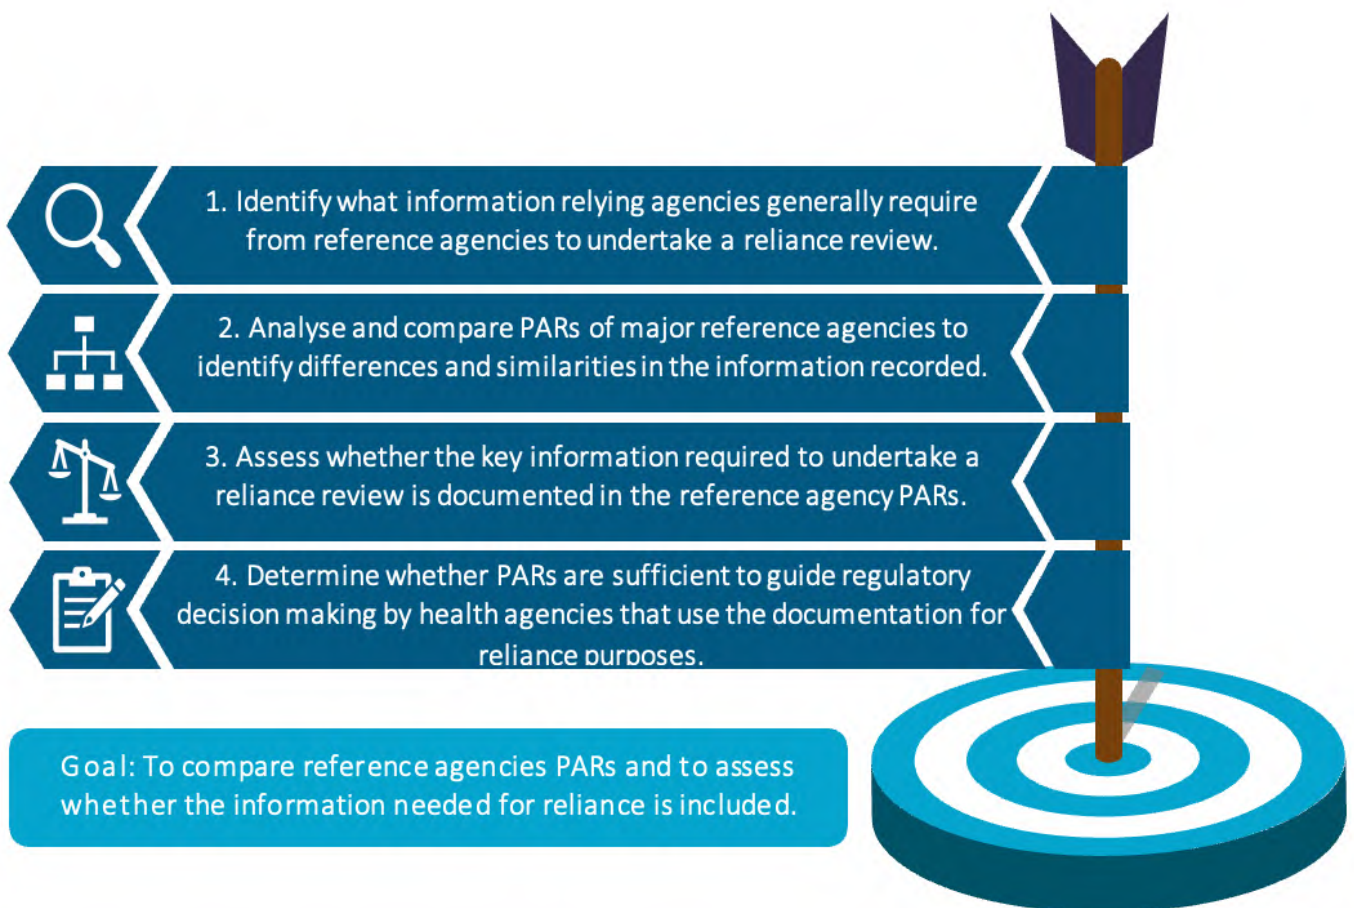 1. Identify what information relying agencies generally require
from reference agencies to undertake a reliance review.
2. Analyse and compare PARs of major reference agencies to
identify differences and similarities in the information recorded.
3. Assess whether the key information required to undertake a
reliance review is documented in the reference agency PARs.
4. Determine whether PARs are sufficient to guide regulatory
decision making by health agencies that use the documentation for
reliance purposes.
Goal: To compare reference agencies PARs and to assess
whether the information needed for reliance is included.